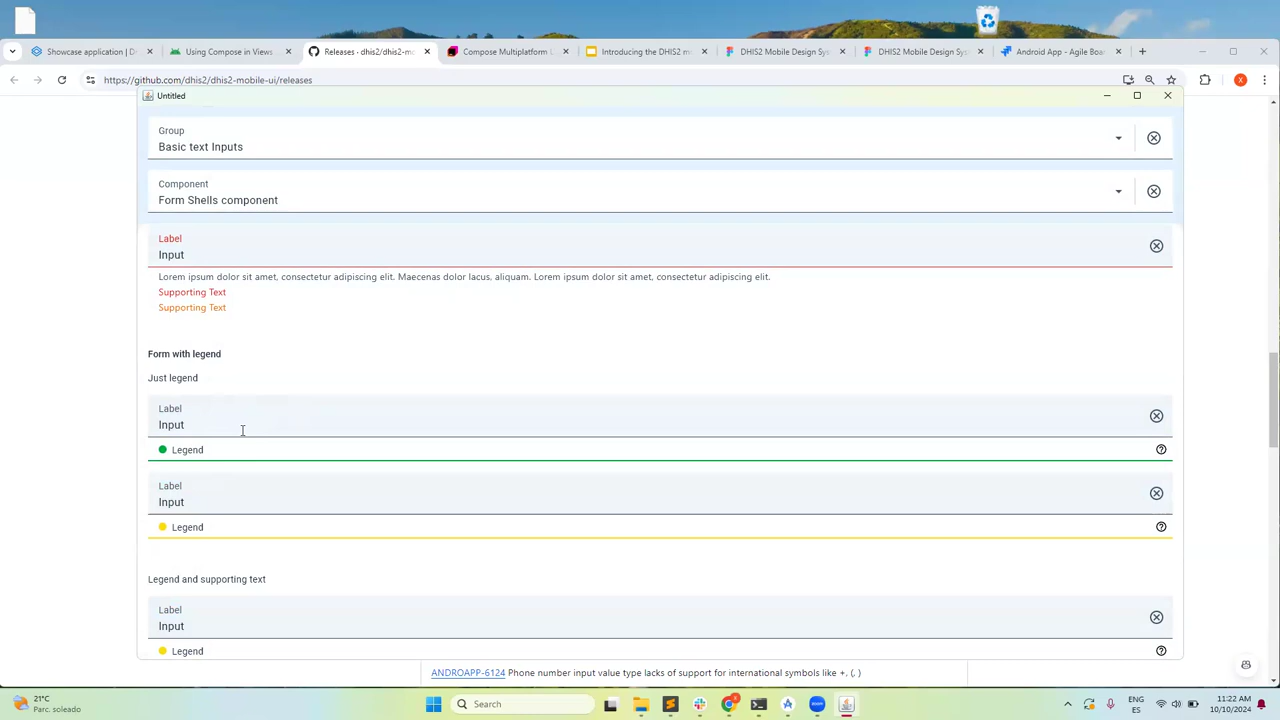 Showcase application | D
Using Compose in Views
Releases · dhis2/dhis2-mo
Compose Multiplatform U
Introducing the DHIS2 m
DHIS2 Mobile Design Sys
DHIS2 Mobile Design Sys
Android App - Agile Boa
https://github.com/dhis2/dhis2-mobile-ui/releases
Untitled
Group
Basic text Inputs
Component
Form Shells component
Label
Input
Lorem ipsum dolor sit amet, consectetur adipiscing elit. Maecenas dolor lacus, aliquam. Lorem ipsum dolor sit amet, consectetur adipiscing elit.
Supporting Text
Supporting Text
Form with legend
Just legend
Label
Input
Legend
Label
Input
Legend
Legend and supporting text
Label
Input
Legend
ANDROAPP-6124 Phone number input value type lacks of support for international symbols like +. (, )
21°C
Parc. soleado
Search
ENG
ES
11:22 AM
10/10/2024